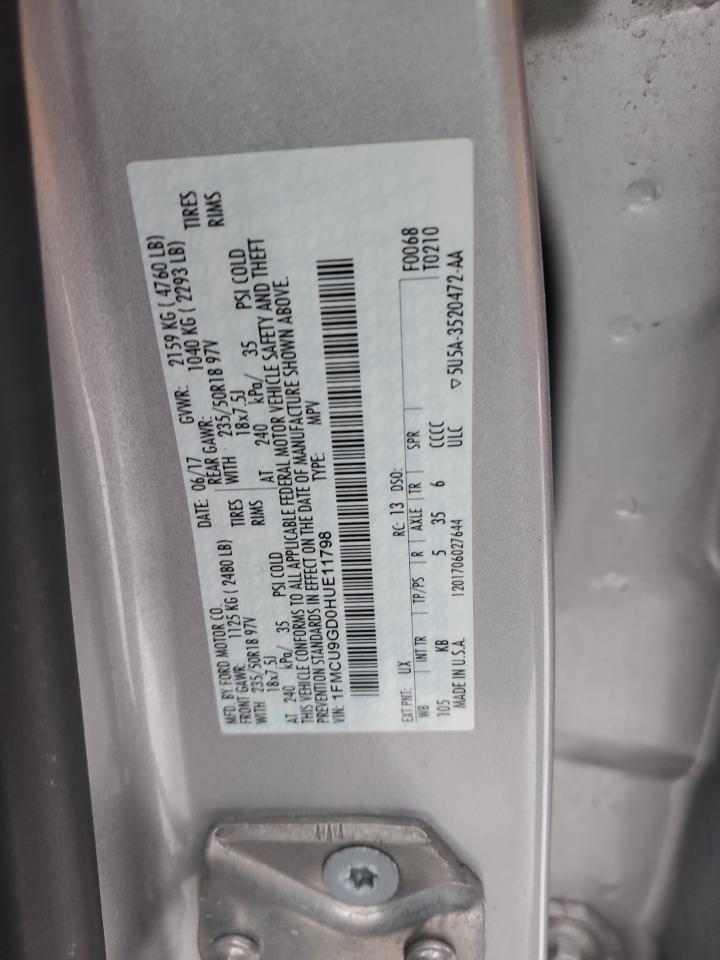 MFD. BY FORD MOTOR CO.
DATE: 06/17 GVWR: 2159 KG ( 4760 LB)
FRONT GAWR: 1125 KG ( 2480 LB) REAR GAWR: 1040 KG ( 2293 LB)
WITH 235/50R18 97V TIRES WITH 235/50R18 97V TIRES
18x7.5J RIMS 18x7.5J RIMS
AT 240 kPa/ 35 PSI COLD AT 240 kPa/ 35 PSI COLD
THIS VEHICLE CONFORMS TO ALL APPLICABLE FEDERAL MOTOR VEHICLE SAFETY AND THEFT
PREVENTION STANDARDS IN EFFECT ON THE DATE OF MANUFACTURE SHOWN ABOVE.
VIN: 1FMCU9GD0HUE11798 TYPE: MPV
F0068
T0210
EXT PNT: UX RC: 13 DSO:
WB INT TR TP/PS R AXLE TR SPR
105 KB 5 35 6 CCCC
MADE IN U.S.A. 1201706027644 ULC ▽5U5A-3520472-AA